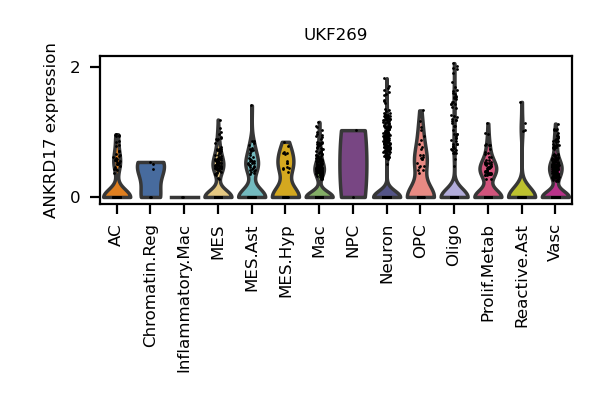 UKF269
ANKRD17 expression
2
0
AC
Chromatin.Reg
Inflammatory.Mac
MES
MES.Ast
MES.Hyp
Mac
NPC
Neuron
OPC
Oligo
Prolif.Metab
Reactive.Ast
Vasc